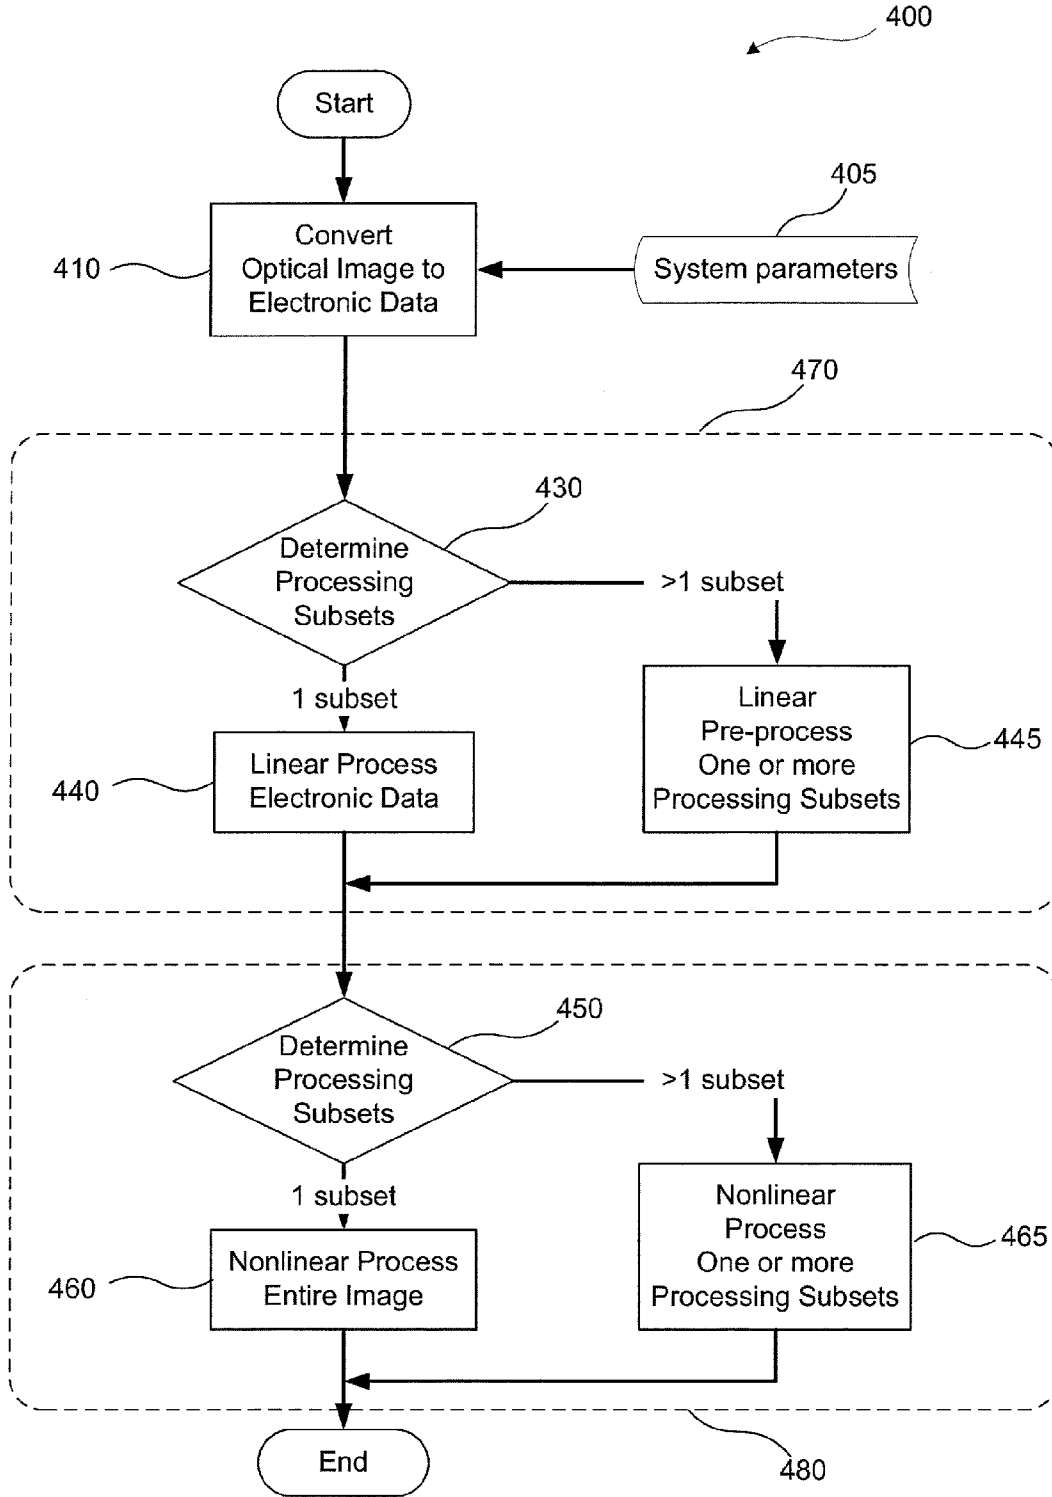 400
Start
405
Convert
Optical Image to
Electronic Data
410
System parameters
470
430
Determine
Processing
Subsets
>1 subset
1 subset
Linear
Pre-process
One or more
Processing Subsets
445
Linear Process
Electronic Data
440
450
Determine
Processing
Subsets
>1 subset
1 subset
Nonlinear
Process
One or more
Processing Subsets
465
Nonlinear Process
Entire Image
460
End
480